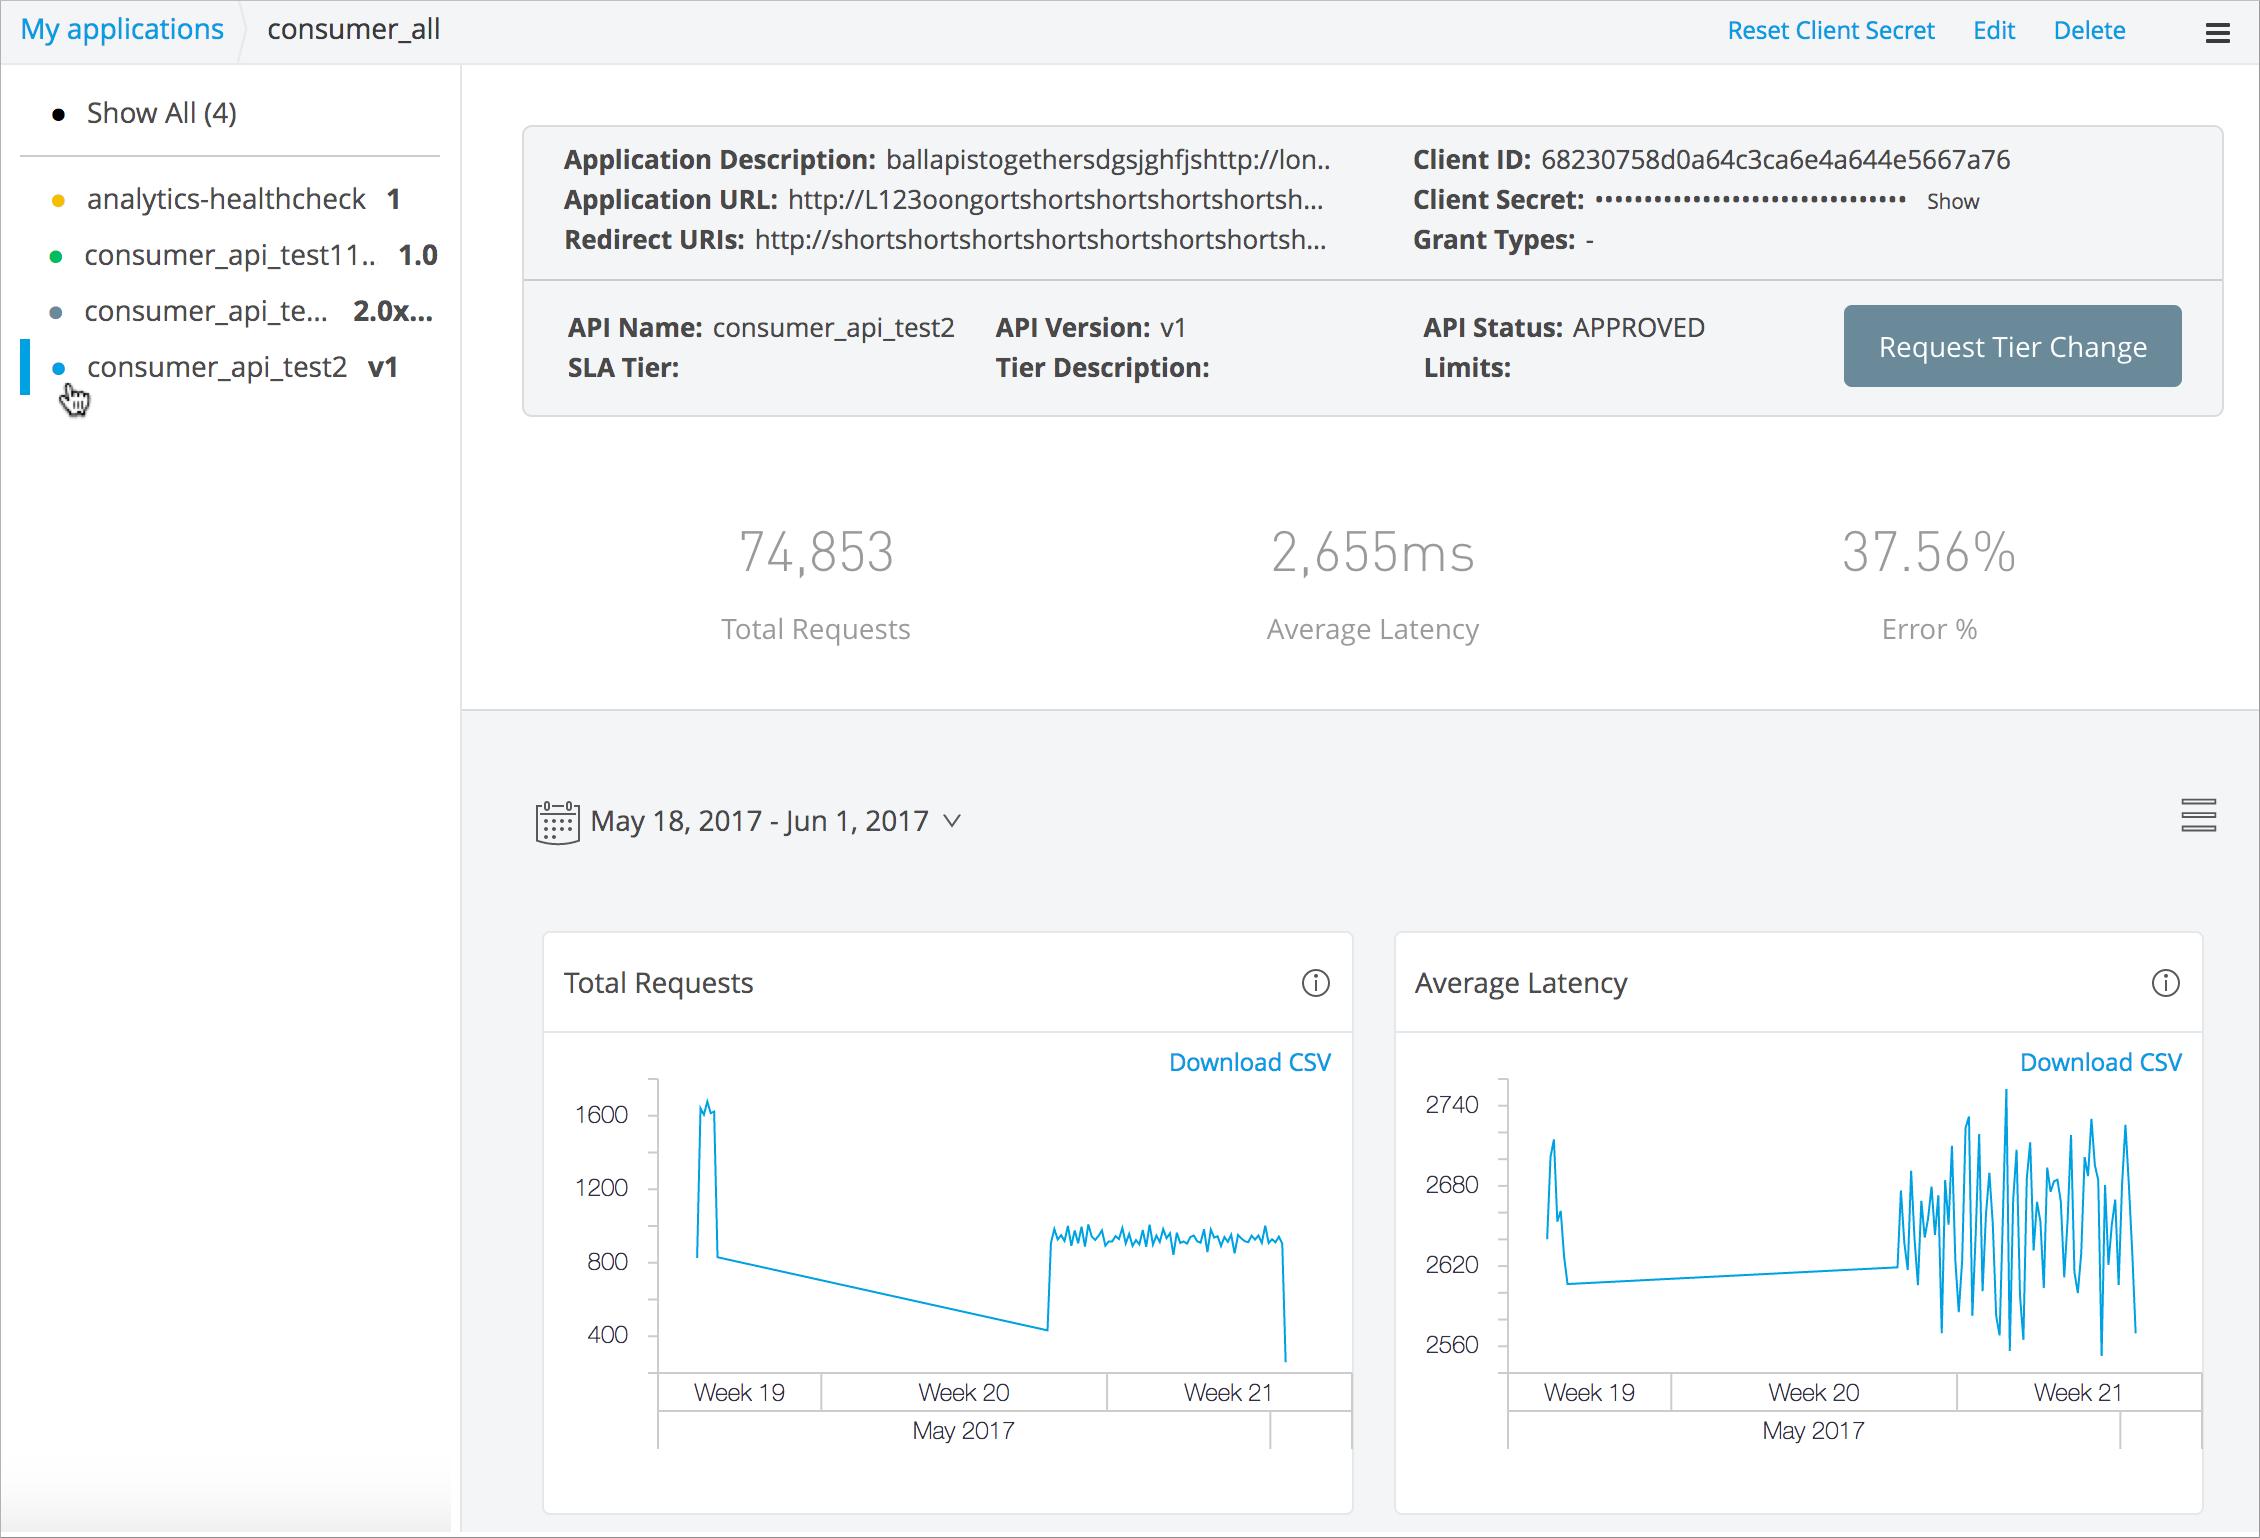 My applications consumer_all Reset Client Secret Edit Delete
Show All (4)
analytics-healthcheck 1
consumer_api_test11.. 1.0
consumer_api_te... 2.0x...
consumer_api_test2 v1
Application Description: ballapistogethersdgsjghfjshttp://lon..
Application URL: http://L123oongortshortshortshortshortsh...
Redirect URIs: http://shortshortshortshortshortshortshortsh...
Client ID: 68230758d0a64c3ca6e4a644e5667a76
Client Secret: •••••••••••••••••••••••••••••••• Show
Grant Types: -
API Name: consumer_api_test2 API Version: v1 API Status: APPROVED
SLA Tier: Tier Description: Limits:
Request Tier Change
74,853 2,655ms 37.56%
Total Requests Average Latency Error %
May 18, 2017 - Jun 1, 2017
Total Requests
Download CSV
1600
1200
800
400
Week 19 Week 20 Week 21
May 2017
Average Latency
Download CSV
2740
2680
2620
2560
Week 19 Week 20 Week 21
May 2017